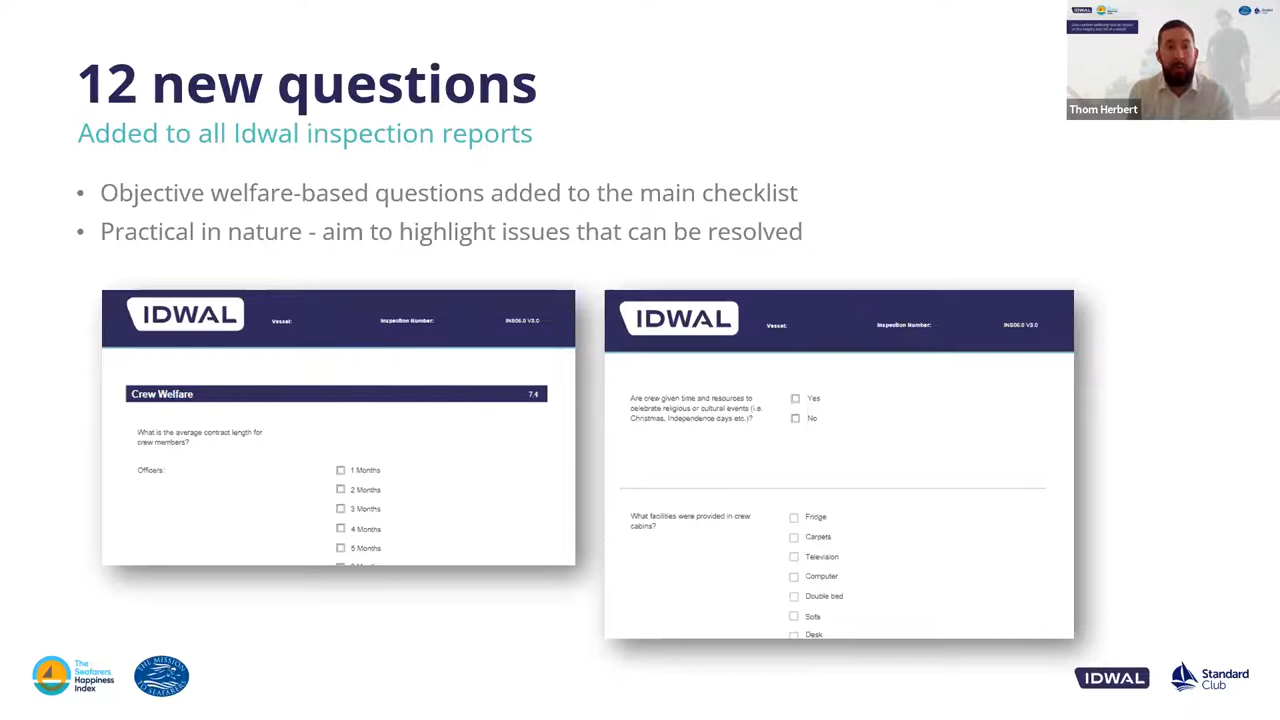 12 new questions
Added to all Idwal inspection reports
• Objective welfare-based questions added to the main checklist
• Practical in nature - aim to highlight issues that can be resolved
IDWAL
Thom Herbert
IDWAL
Vessel:
Inspection Number:
INS06.0 V3.0
Crew Welfare
7.4
What is the average contract length for
crew members?
Officers:
1 Months
2 Months
3 Months
4 Months
5 Months
IDWAL
Vessel:
Inspection Number:
INS06.0 V3.0
Are crew given time and resources to
celebrate religious or cultural events (i.e.
Christmas, Independence days etc.)?
Yes
No
What facilities were provided in crew
cabins?
Fridge
Carpets
Television
Computer
Double bed
Sofa
Desk
The
Seafarers
Happiness
Index
THE MISSION
TO SEAFARERS
IDWAL
Standard
Club